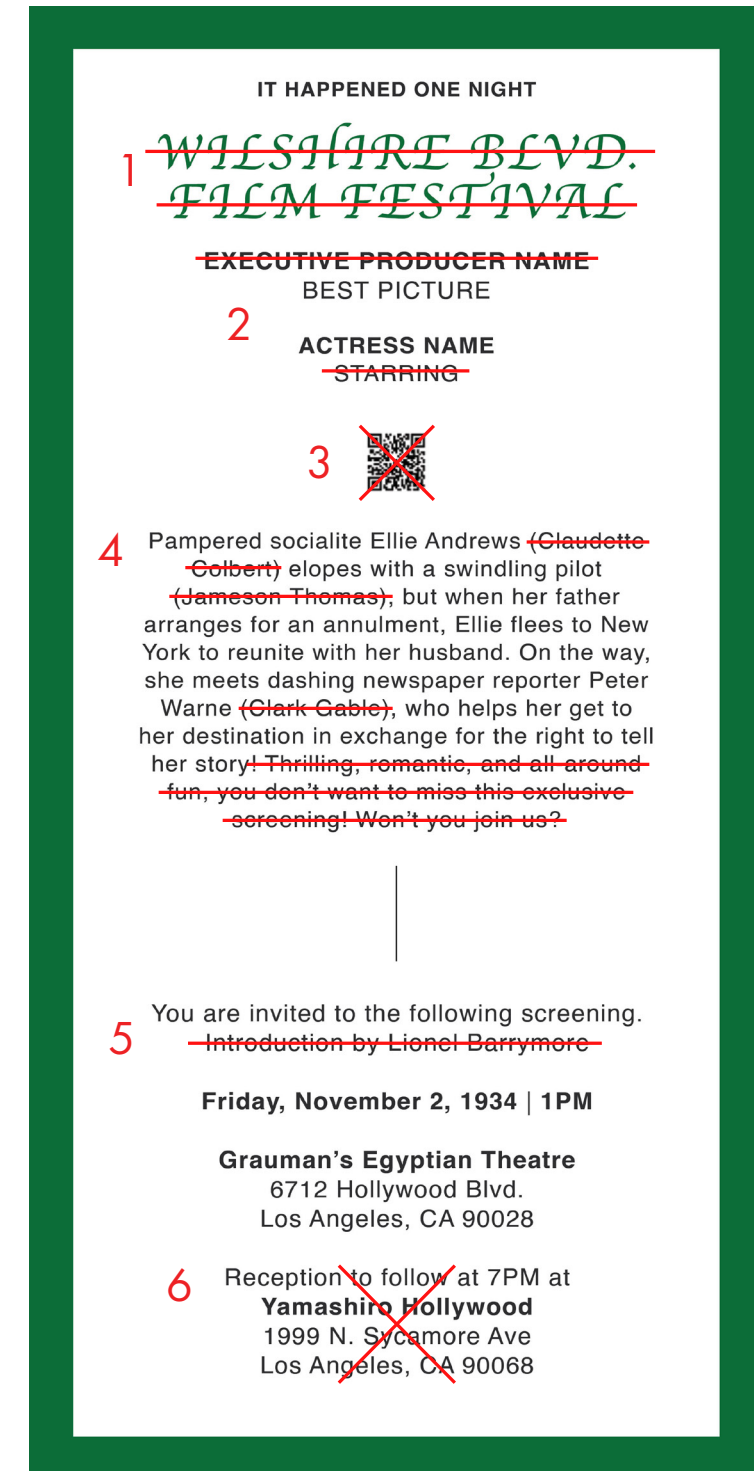 IT HAPPENED ONE NIGHT
1
WILSHIRE BLVD.
FILM FESTIVAL
EXECUTIVE PRODUCER NAME
BEST PICTURE
2
ACTRESS NAME
STARRING
3
4
Pampered socialite Ellie Andrews (Claudette
Colbert) elopes with a swindling pilot
(Jameson Thomas), but when her father
arranges for an annulment, Ellie flees to New
York to reunite with her husband. On the way,
she meets dashing newspaper reporter Peter
Warne (Clark Gable), who helps her get to
her destination in exchange for the right to tell
her story! Thrilling, romantic, and all around
fun, you don't want to miss this exclusive
screening! Won't you join us?
5
You are invited to the following screening.
Introduction by Lionel Barrymore
Friday, November 2, 1934 | 1PM
Grauman's Egyptian Theatre
6712 Hollywood Blvd.
Los Angeles, CA 90028
6
Reception to follow at 7PM at
Yamashiro Hollywood
1999 N. Sycamore Ave
Los Angeles, CA 90068